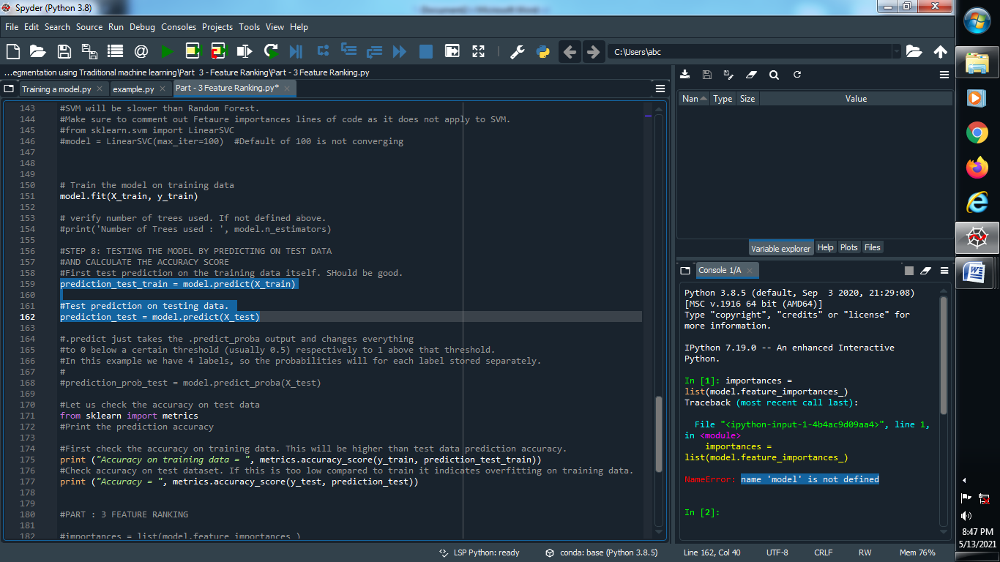 Spyder (Python 3.8)
File Edit Search Source Run Debug Consoles Projects Tools View Help
C:\Users\abc
...egmentation using Traditional machine learning\Part 3 - Feature Ranking\Part - 3 Feature Ranking.py
Training a model.py example.py Part - 3 Feature Ranking.py*
143 #SVM will be slower than Random Forest.
144 #Make sure to comment out Fetaure importances lines of code as it does not apply to SVM.
145 #from sklearn.svm import LinearSVC
146 #model = LinearSVC(max_iter=100)  #Default of 100 is not converging
147
148
149
150 # Train the model on training data
151 model.fit(X_train, y_train)
152
153 # verify number of trees used. If not defined above.
154 #print('Number of Trees used : ', model.n_estimators)
155
156 #STEP 8: TESTING THE MODEL BY PREDICTING ON TEST DATA
157 #AND CALCULATE THE ACCURACY SCORE
158 #First test prediction on the training data itself. SHould be good.
159 prediction_test_train = model.predict(X_train)
160
161 #Test prediction on testing data.
162 prediction_test = model.predict(X_test)
163
164 #.predict just takes the .predict_proba output and changes everything
165 #to 0 below a certain threshold (usually 0.5) respectively to 1 above that threshold.
166 #In this example we have 4 labels, so the probabilities will for each label stored separately.
167 #
168 #prediction_prob_test = model.predict_proba(X_test)
169
170 #Let us check the accuracy on test data
171 from sklearn import metrics
172 #Print the prediction accuracy
173
174 #First check the accuracy on training data. This will be higher than test data prediction accuracy.
175 print ("Accuracy on training data = ", metrics.accuracy_score(y_train, prediction_test_train))
176 #Check accuracy on test dataset. If this is too low compared to train it indicates overfitting on training data.
177 print ("Accuracy = ", metrics.accuracy_score(y_test, prediction_test))
178
179
180 #PART : 3 FEATURE RANKING
181
182 #importances = list(model.feature_importances_)
Nan Type Size Value
Variable explorer Help Plots Files
Console 1/A
Python 3.8.5 (default, Sep  3 2020, 21:29:08)
[MSC v.1916 64 bit (AMD64)]
Type "copyright", "credits" or "license" for
more information.
IPython 7.19.0 -- An enhanced Interactive
Python.
In [1]: importances =
list(model.feature_importances_)
Traceback (most recent call last):
File "<ipython-input-1-4b4ac9d09aa4>", line 1,
in <module>
importances =
list(model.feature_importances_)
NameError: name 'model' is not defined
In [2]:
LSP Python: ready conda: base (Python 3.8.5) Line 162, Col 40 UTF-8 CRLF RW Mem 76%
8:47 PM
5/13/2021